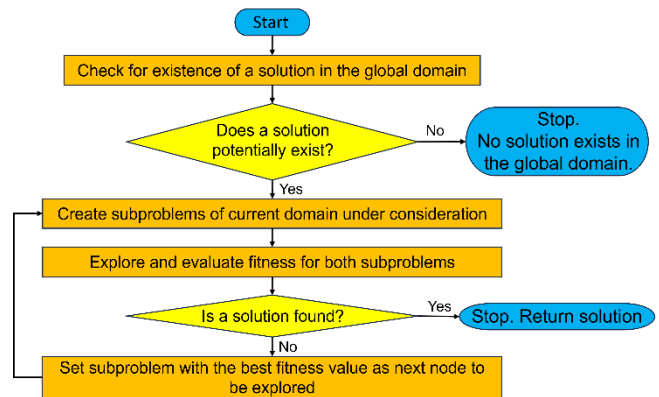 Start
Check for existence of a solution in the global domain
Does a solution
potentially exist?
No
Stop.
No solution exists in
the global domain.
Yes
Create subproblems of current domain under consideration
Explore and evaluate fitness for both subproblems
Is a solution found?
Yes
Stop. Return solution
No
Set subproblem with the best fitness value as next node to
be explored